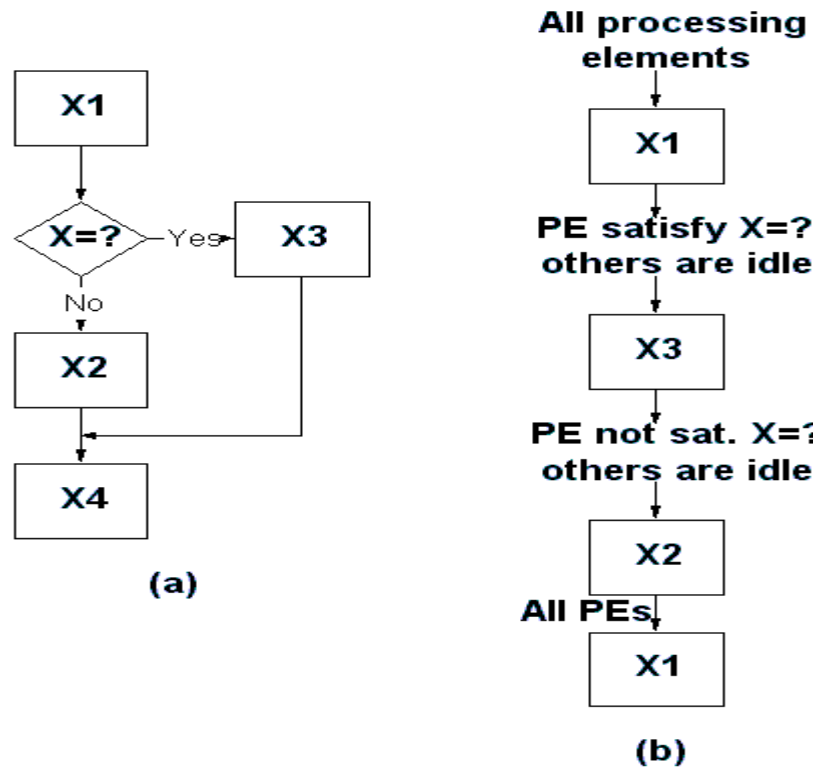 X1
X=?
Yes
X3
No
X2
X4
(a)
All processing
elements
X1
PE satisfy X=?
others are idle
X3
PE not sat. X=?
others are idle
X2
All PEs
X1
(b)